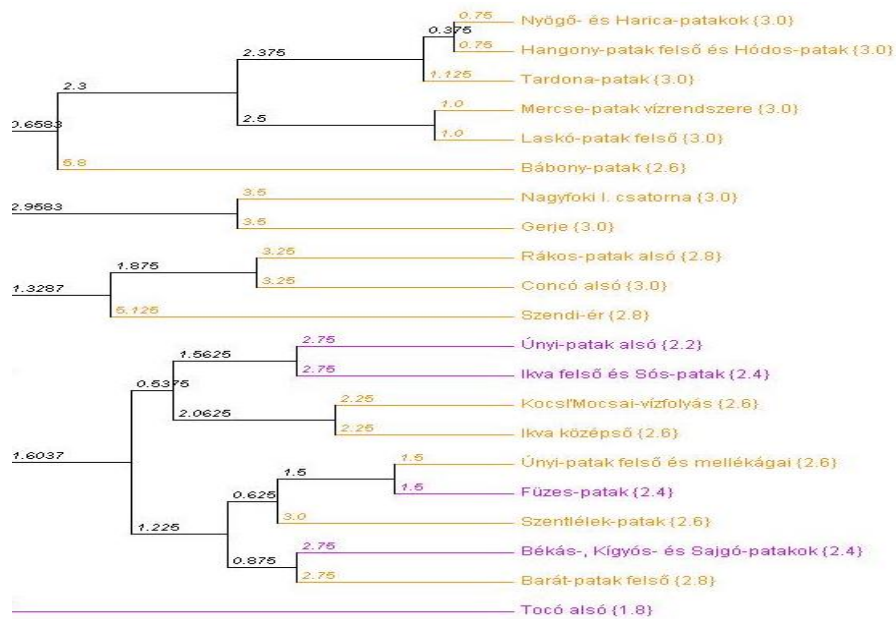 0.75 Nyögő- és Harica-patakok {3.0}
0.375
0.75 Hangony-patak felső és Hódos-patak {3.0}
2.375
1.125 Tardona-patak {3.0}
2.3
1.0 Mercse-patak vízrendszere {3.0}
2.5
0.6583
1.0 Laskó-patak felső {3.0}
5.8 Bábony-patak {2.6}
3.5 Nagyfoki I. csatorna {3.0}
2.9583
3.5 Gerje {3.0}
3.25 Rákos-patak alsó {2.8}
1.875
3.25 Concó alsó {3.0}
1.3287
5.125 Szendi-ér {2.8}
2.75 Únyi-patak alsó {2.2}
1.5625
2.75 Ikva felső és Sós-patak {2.4}
0.5375
2.25 Kocsl'Mocsai-vízfolyás {2.6}
2.0625
2.25 Ikva középső {2.6}
1.6037
1.5 Únyi-patak felső és mellékágai {2.6}
1.5
1.5 Füzes-patak {2.4}
0.625
3.0 Szentlélek-patak {2.6}
1.225
2.75 Békás-, Kígyós- és Sajgó-patakok {2.4}
0.875
2.75 Barát-patak felső {2.8}
Tocó alsó {1.8}